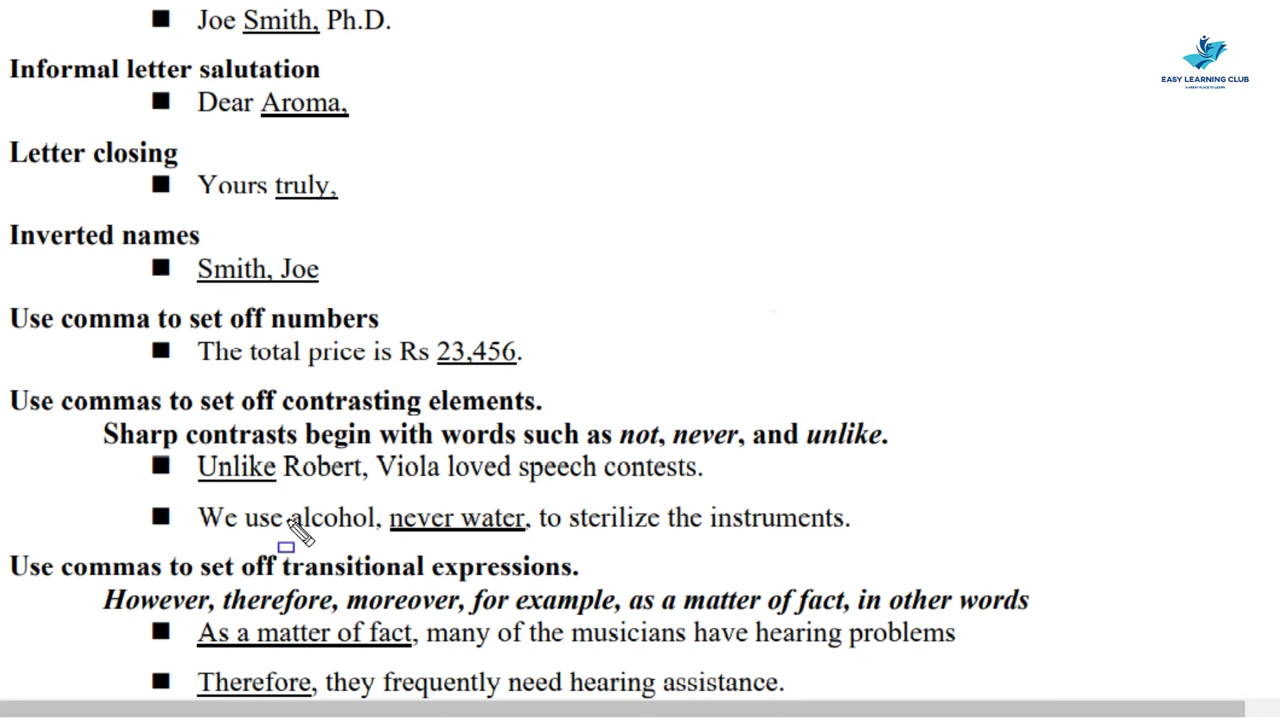 ■ Joe Smith, Ph.D.
EASY LEARNING CLUB
A GREAT PLACE TO LEARN
Informal letter salutation
■ Dear Aroma,
Letter closing
■ Yours truly,
Inverted names
■ Smith, Joe
Use comma to set off numbers
■ The total price is Rs 23,456.
Use commas to set off contrasting elements.
Sharp contrasts begin with words such as not, never, and unlike.
■ Unlike Robert, Viola loved speech contests.
■ We use alcohol, never water, to sterilize the instruments.
Use commas to set off transitional expressions.
However, therefore, moreover, for example, as a matter of fact, in other words
■ As a matter of fact, many of the musicians have hearing problems
■ Therefore, they frequently need hearing assistance.